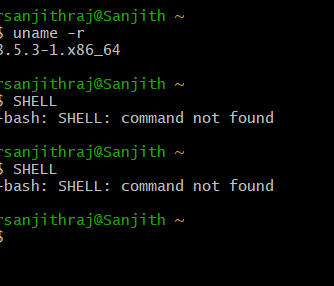 rsanjithraj@Sanjith ~
$ uname -r
3.5.3-1.x86_64
rsanjithraj@Sanjith ~
$ SHELL
-bash: SHELL: command not found
rsanjithraj@Sanjith ~
$ SHELL
-bash: SHELL: command not found
rsanjithraj@Sanjith ~
$